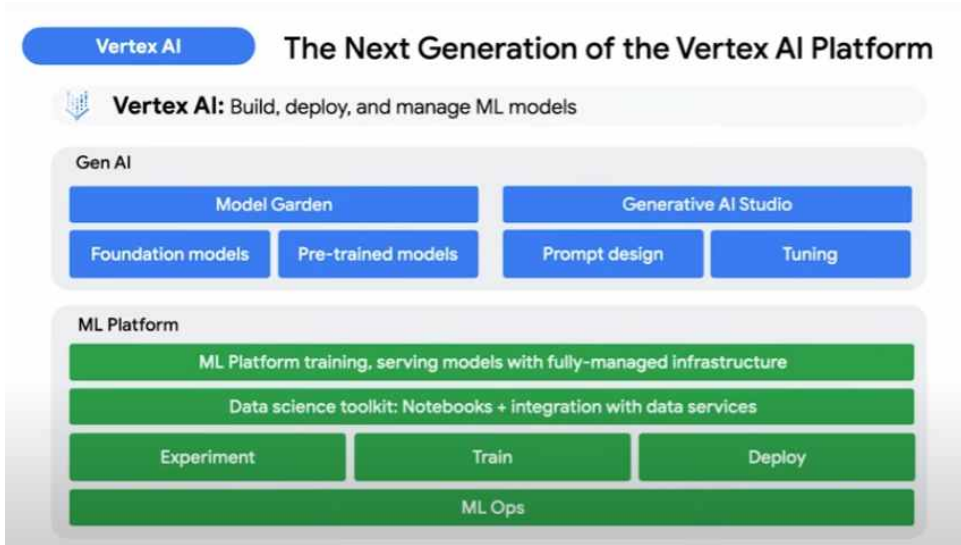 Vertex AI
The Next Generation of the Vertex AI Platform
Vertex AI: Build, deploy, and manage ML models
Gen AI
Model Garden
Generative AI Studio
Foundation models
Pre-trained models
Prompt design
Tuning
ML Platform
ML Platform training, serving models with fully-managed infrastructure
Data science toolkit: Notebooks + integration with data services
Experiment
Train
Deploy
ML Ops